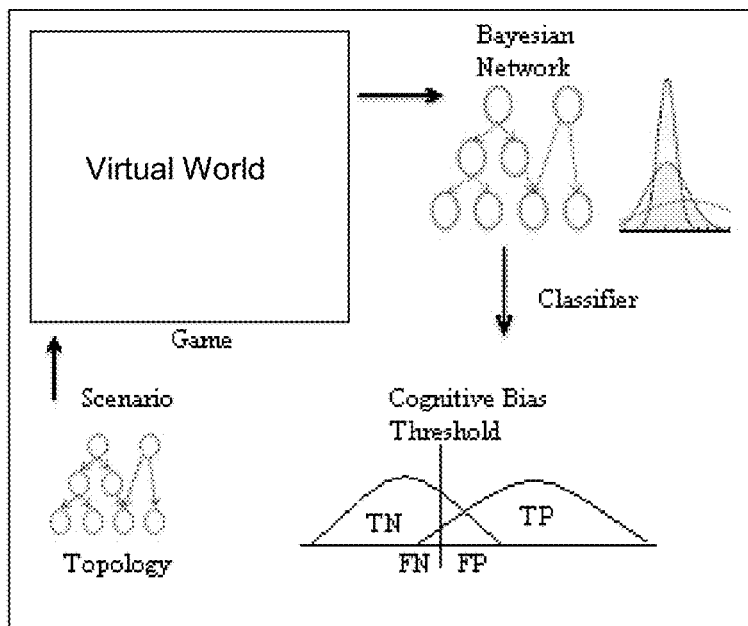 Bayesian
Network
Virtual World
Classifier
Game
Scenario
Cognitive Bias
Threshold
TN
TP
FN
FP
Topology